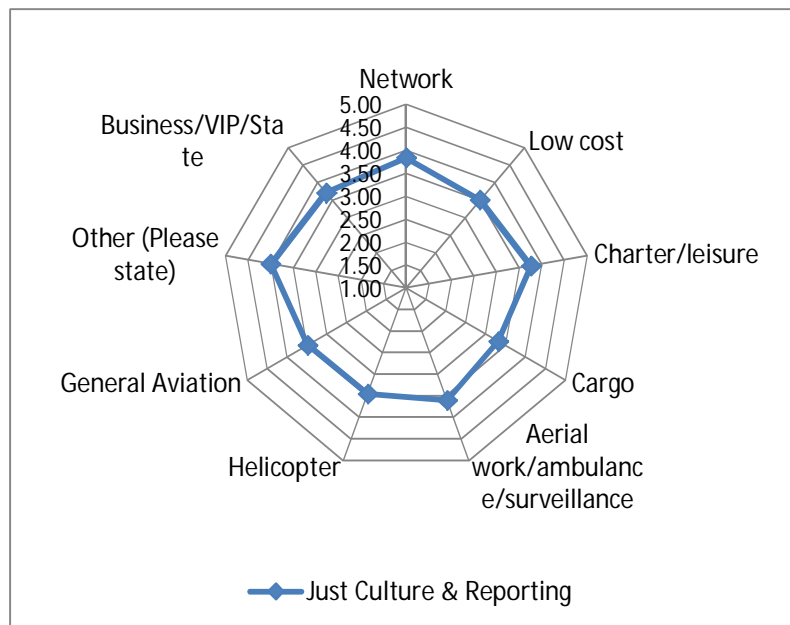 Network
5.00
4.50
4.00
3.50
3.00
2.50
2.00
1.50
1.00
Low cost
Charter/leisure
Cargo
Aerial
work/ambulanc
e/surveillance
Helicopter
General Aviation
Other (Please
state)
Business/VIP/Sta
te
Just Culture & Reporting